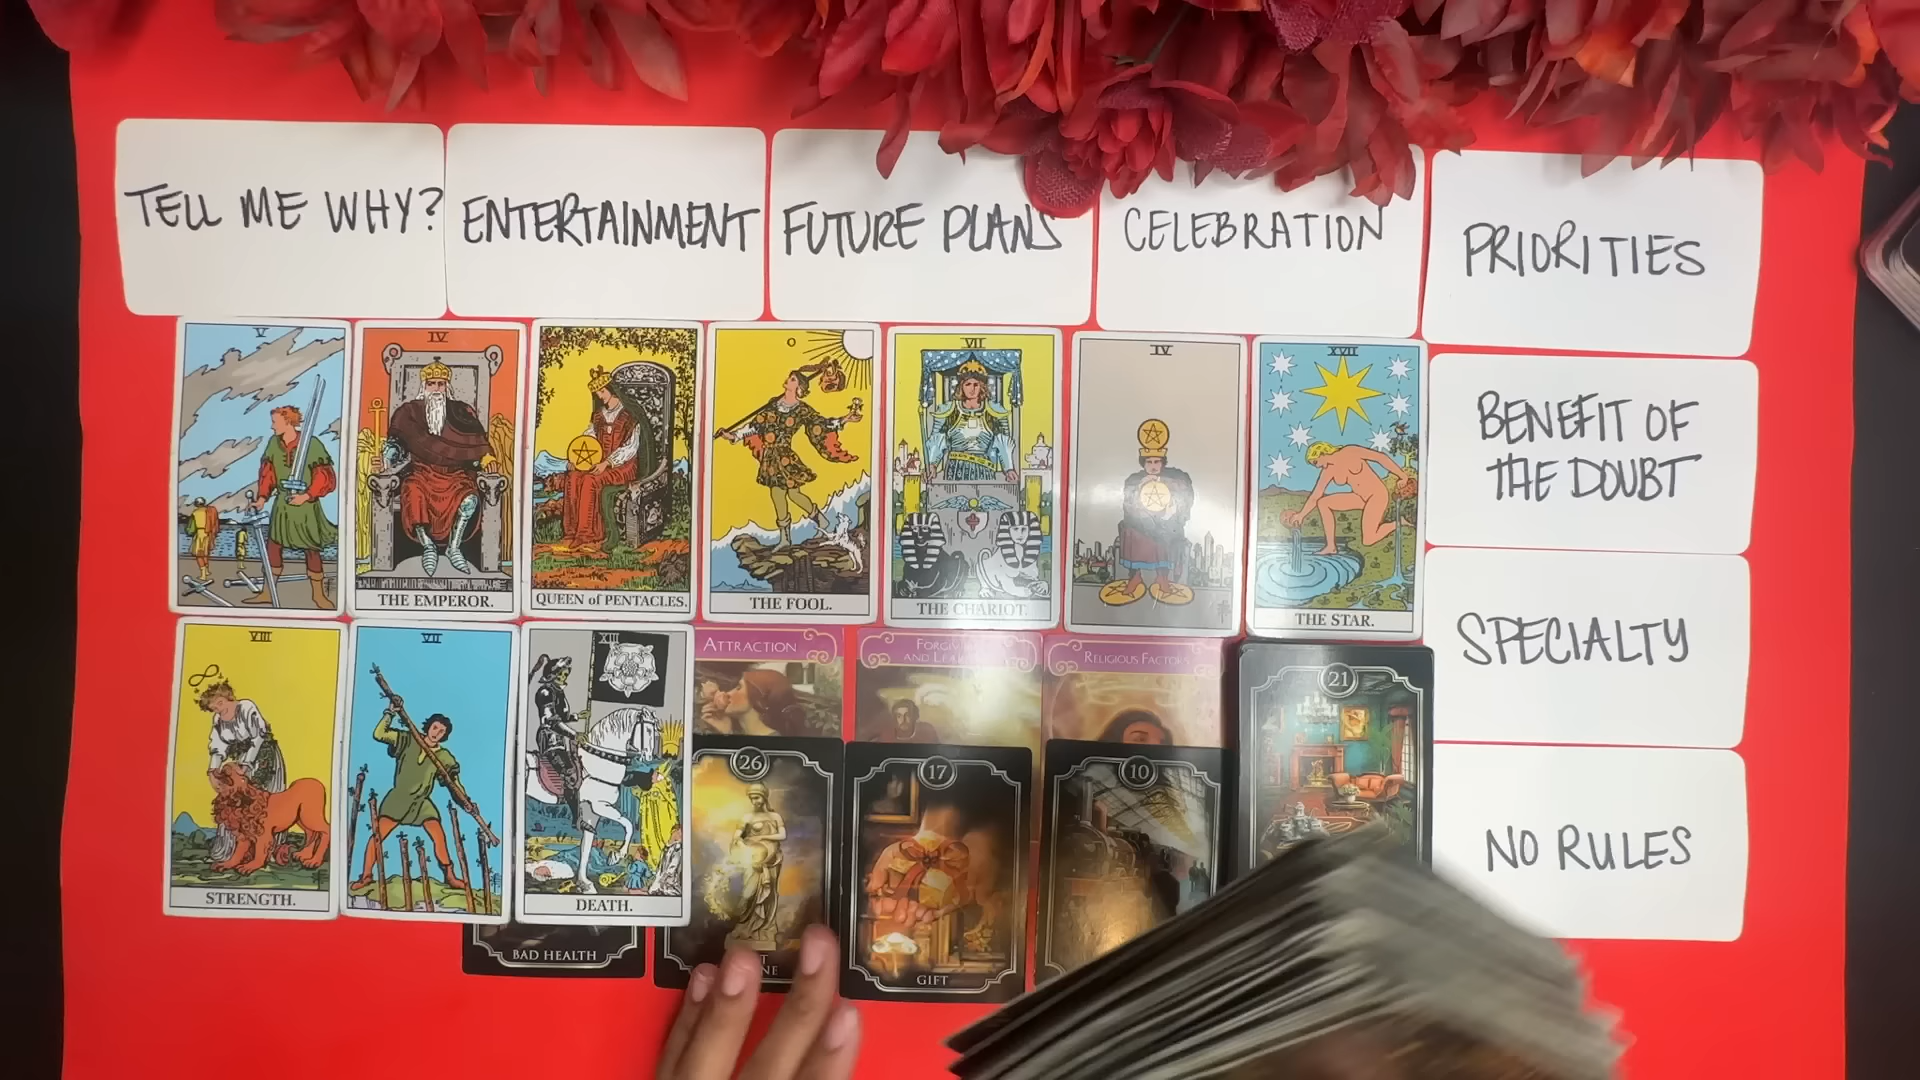 TELL ME WHY?
ENTERTAINMENT
FUTURE PLANS
CELEBRATION
PRIORITIES
BENEFIT OF
THE DOUBT
SPECIALTY
NO RULES
V
IV
THE EMPEROR.
QUEEN of PENTACLES.
0
THE FOOL.
VII
THE CHARIOT.
IV
XVII
THE STAR.
VIII
STRENGTH.
VII
XIII
DEATH.
ATTRACTION
AND
RELIGIOUS
21
26
17
GIFT
10
BAD HEALTH